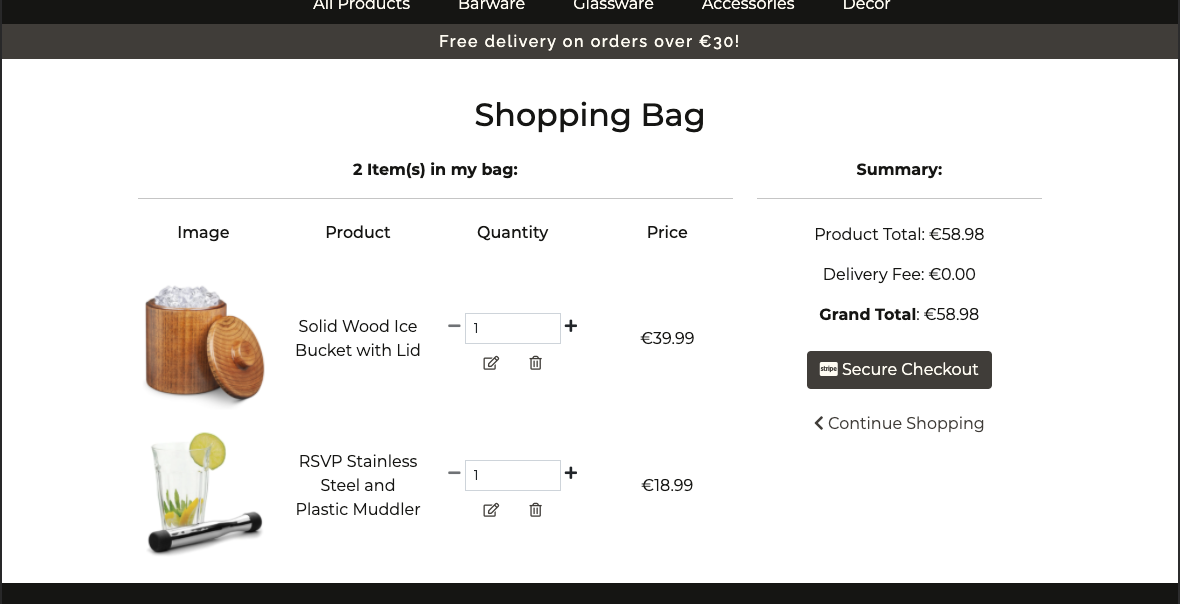 All Products Barware Glassware Accessories Decor
Free delivery on orders over €30!
Shopping Bag
2 Item(s) in my bag:
Summary:
Image Product Quantity Price
Solid Wood Ice
Bucket with Lid
1
€39.99
RSVP Stainless
Steel and
Plastic Muddler
1
€18.99
Product Total: €58.98
Delivery Fee: €0.00
Grand Total: €58.98
stripe Secure Checkout
Continue Shopping